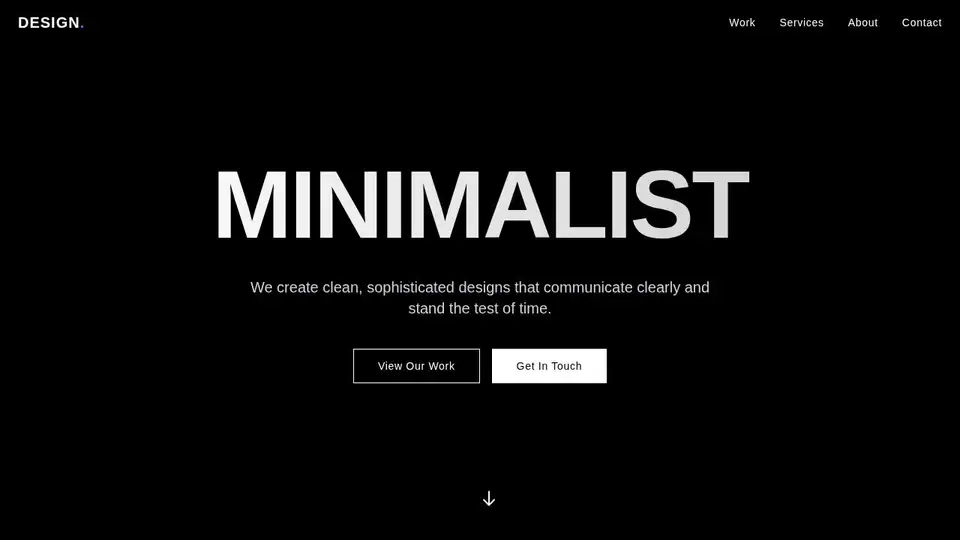 DESIGN.
Work
Services
About
Contact
MINIMALIST
We create clean, sophisticated designs that communicate clearly and
stand the test of time.
View Our Work
Get In Touch